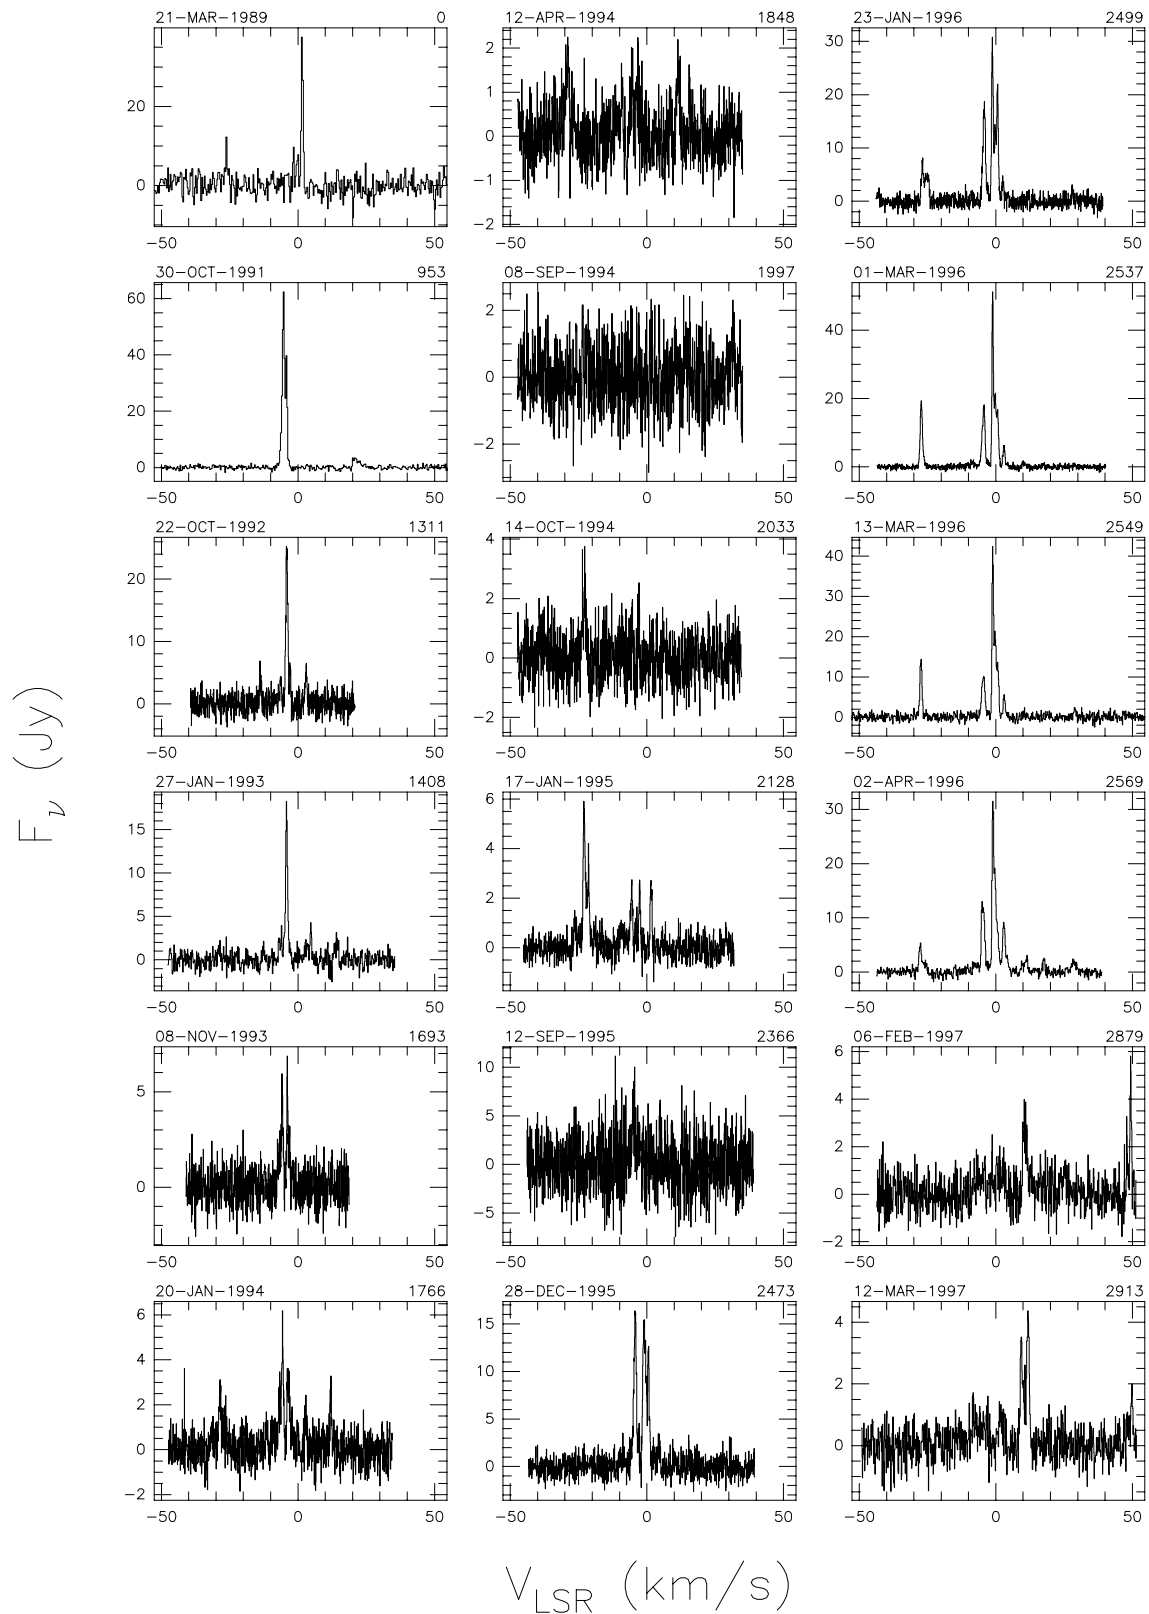 21-MAR-1989 0
20
0
-50 0 50
12-APR-1994 1848
2
1
0
-1
-2
-50 0 50
23-JAN-1996 2499
30
20
10
0
-50 0 50
30-OCT-1991 953
60
40
20
0
-50 0 50
08-SEP-1994 1997
2
0
-2
-50 0 50
01-MAR-1996 2537
40
20
0
-50 0 50
22-OCT-1992 1311
20
10
0
-50 0 50
14-OCT-1994 2033
4
2
0
-2
-50 0 50
13-MAR-1996 2549
40
30
20
10
0
-50 0 50
27-JAN-1993 1408
15
10
5
0
-50 0 50
17-JAN-1995 2128
6
4
2
0
-50 0 50
02-APR-1996 2569
30
20
10
0
-50 0 50
08-NOV-1993 1693
5
0
-50 0 50
12-SEP-1995 2366
10
5
0
-5
-50 0 50
06-FEB-1997 2879
6
4
2
0
-2
-50 0 50
20-JAN-1994 1766
6
4
2
0
-2
-50 0 50
28-DEC-1995 2473
15
10
5
0
-50 0 50
12-MAR-1997 2913
4
2
0
-50 0 50
Fν (Jy)
VLSR (km/s)